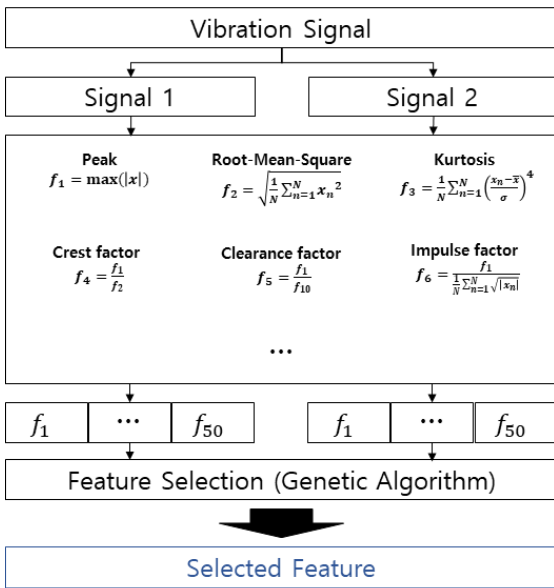 Vibration Signal
Signal 1
Signal 2
Peak
f₁ = max(|x|)
Root-Mean-Square
f₂ = √(1/N ∑ₙ₌₁ᴺ xₙ²)
Kurtosis
f₃ = 1/N ∑ₙ₌₁ᴺ ((xₙ−x̄)/σ)⁴
Crest factor
f₄ = f₁/f₂
Clearance factor
f₅ = f₁/f₁₀
Impulse factor
f₆ = f₁/(1/N ∑ₙ₌₁ᴺ √|xₙ|)
...
f₁ ... f₅₀
f₁ ... f₅₀
Feature Selection (Genetic Algorithm)
Selected Feature